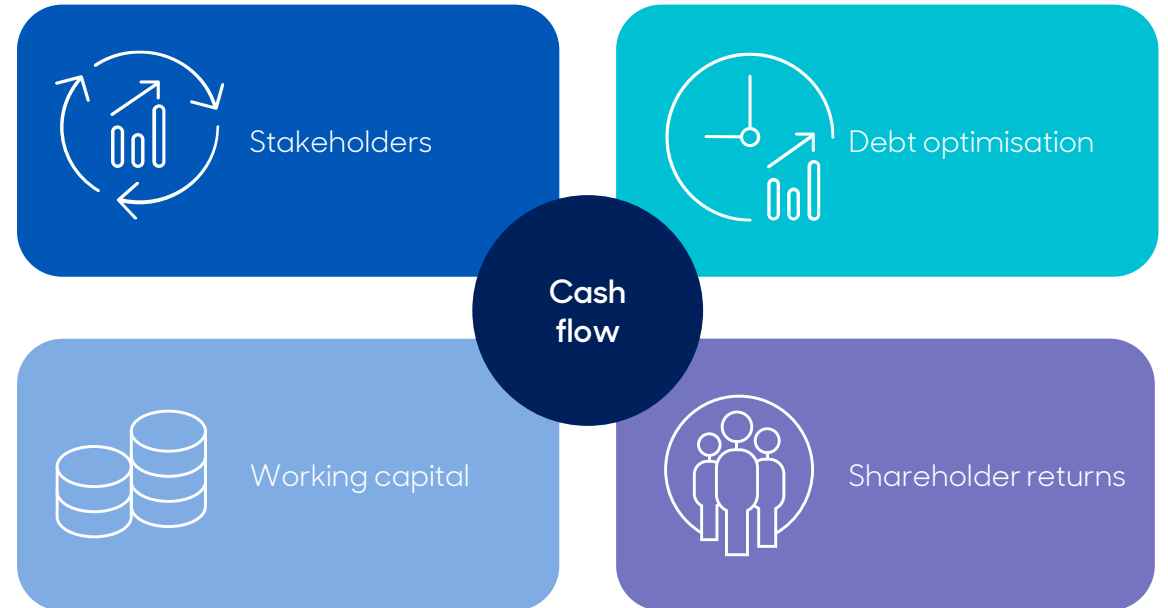 Stakeholders
Debt optimisation
Cash
flow
Working capital
Shareholder returns